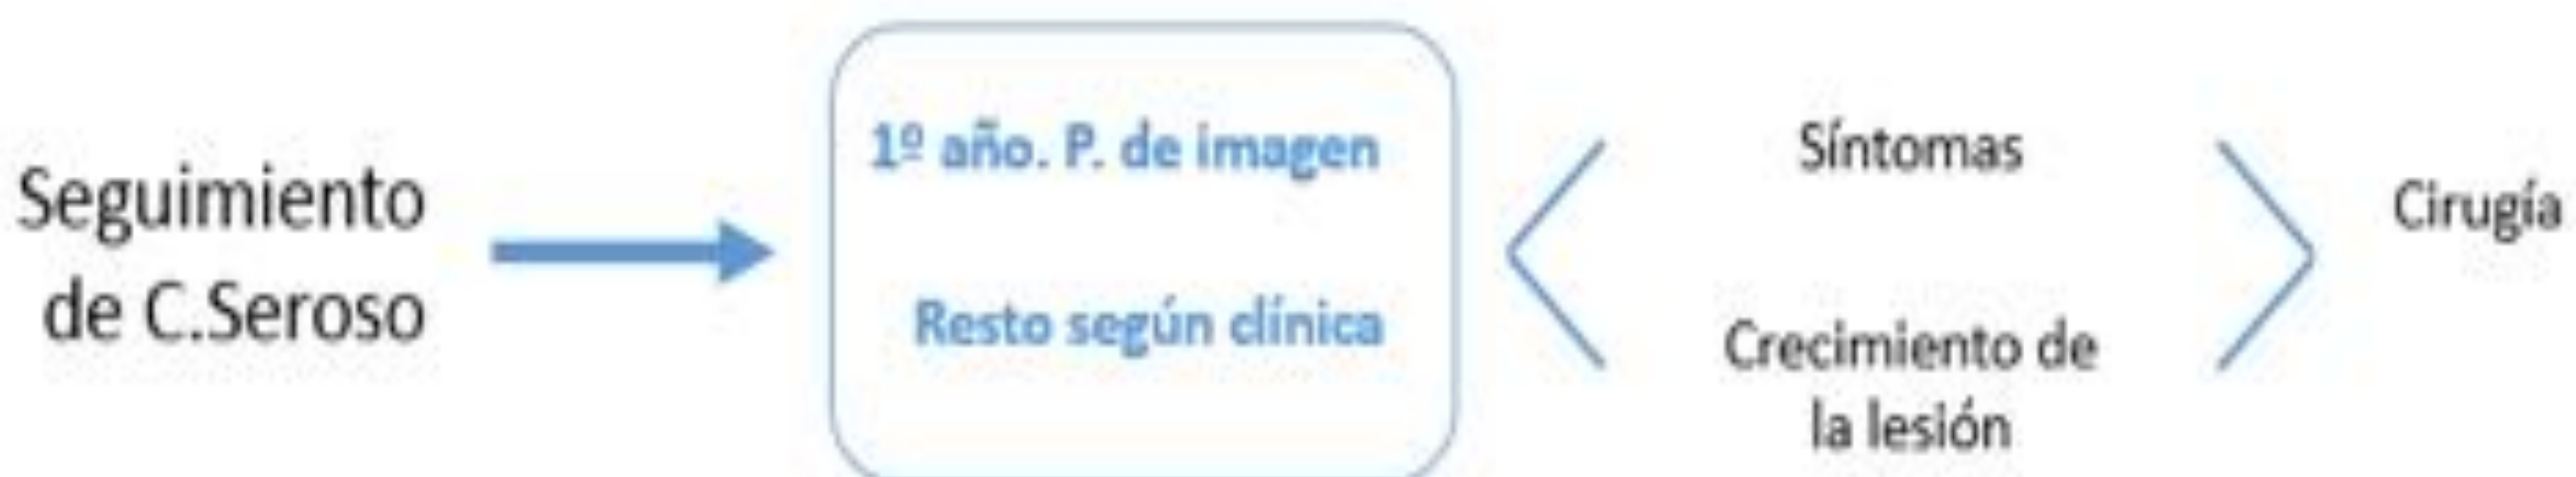 Seguimiento
de C.Seroso
1º año. P. de imagen
Resto según clínica
Síntomas
Crecimiento de
la lesión
Cirugía